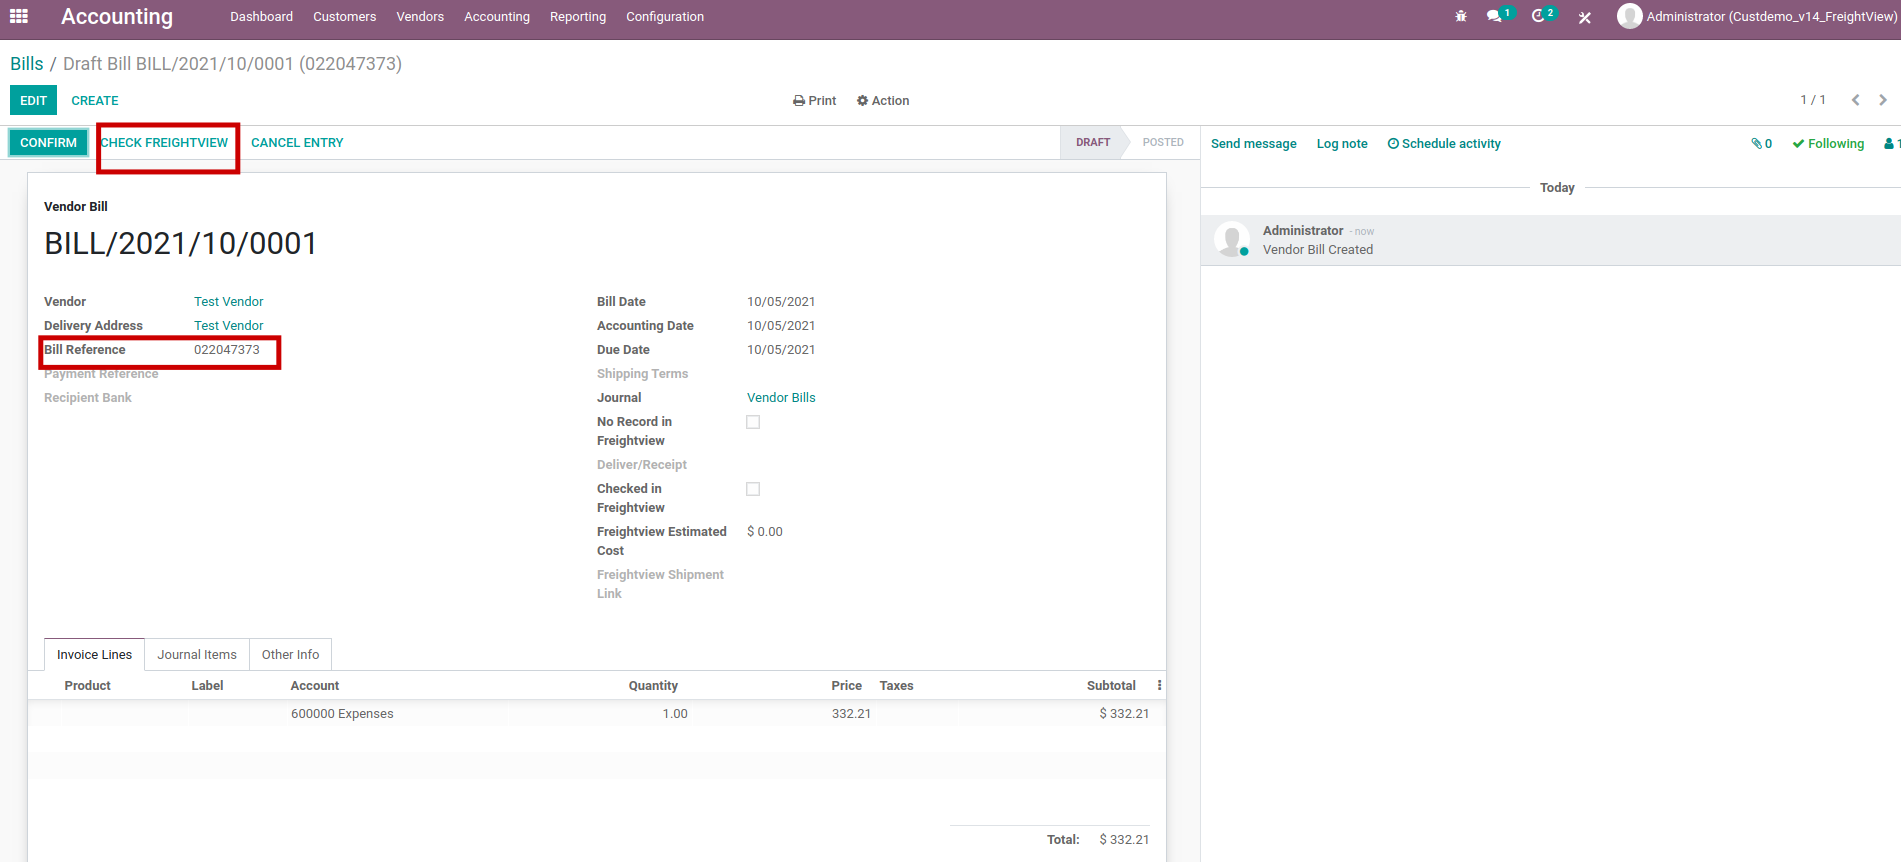 Accounting Dashboard Customers Vendors Accounting Reporting Configuration 1 2 Administrator (Custdemo_v14_FreightView)
Bills / Draft Bill BILL/2021/10/0001 (022047373)
EDIT CREATE Print Action 1 / 1
CONFIRM CHECK FREIGHTVIEW CANCEL ENTRY DRAFT POSTED Send message Log note Schedule activity 0 Following 1
Today
Vendor Bill
BILL/2021/10/0001
Administrator - now
Vendor Bill Created
Vendor Test Vendor Bill Date 10/05/2021
Delivery Address Test Vendor Accounting Date 10/05/2021
Bill Reference 022047373 Due Date 10/05/2021
Payment Reference Shipping Terms
Recipient Bank Journal Vendor Bills
No Record in
Freightview
Deliver/Receipt
Checked in
Freightview
Freightview Estimated $ 0.00
Cost
Freightview Shipment
Link
Invoice Lines Journal Items Other Info
Product Label Account Quantity Price Taxes Subtotal
600000 Expenses 1.00 332.21 $ 332.21
Total: $ 332.21